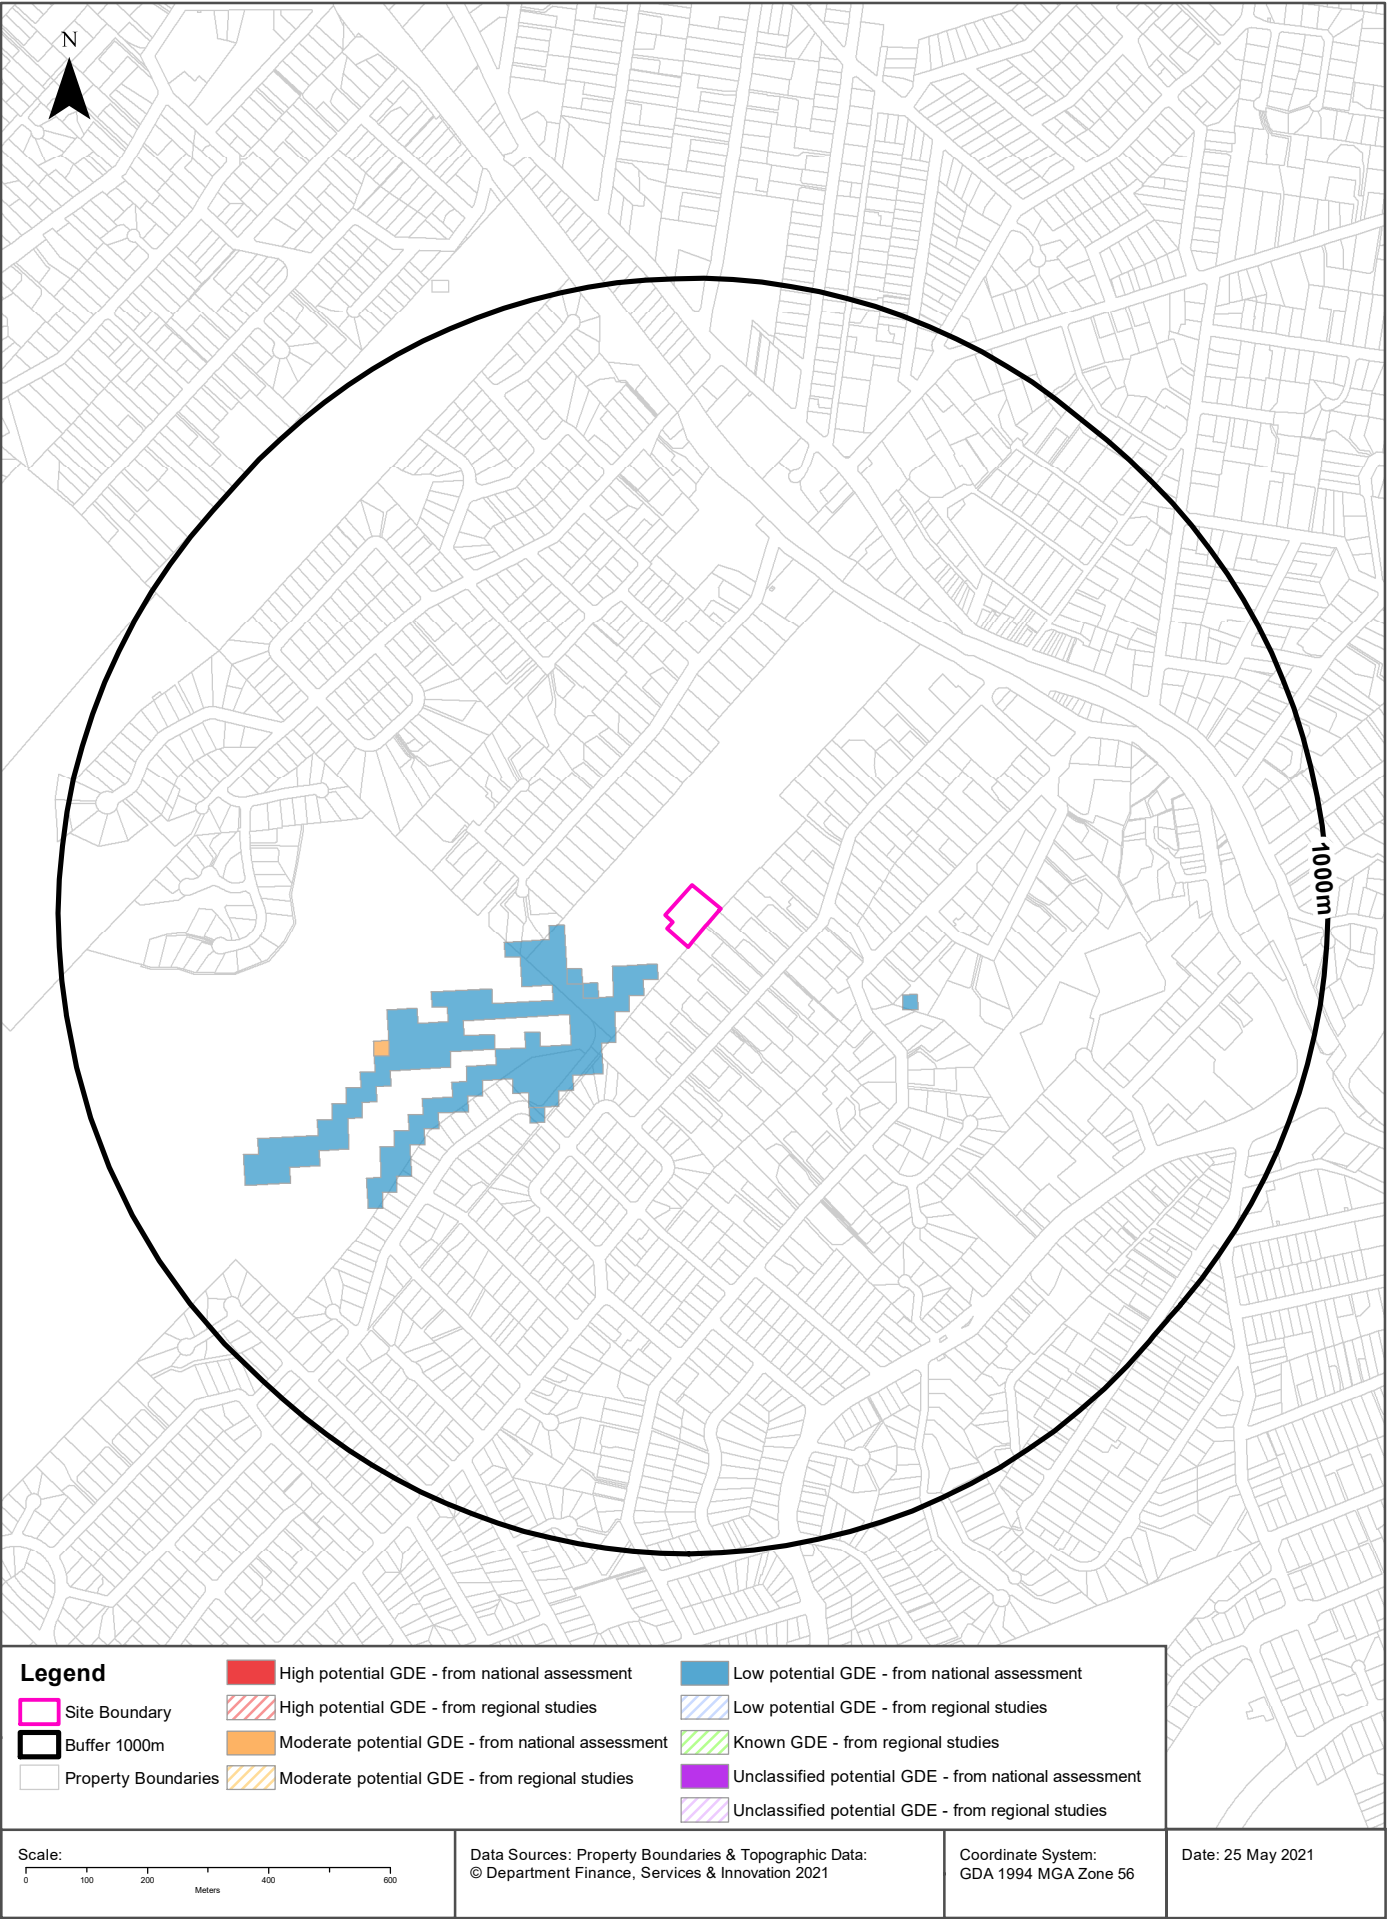 N
1000m
Legend
Site Boundary
Buffer 1000m
Property Boundaries
High potential GDE - from national assessment
High potential GDE - from regional studies
Moderate potential GDE - from national assessment
Moderate potential GDE - from regional studies
Low potential GDE - from national assessment
Low potential GDE - from regional studies
Known GDE - from regional studies
Unclassified potential GDE - from national assessment
Unclassified potential GDE - from regional studies
Scale:
0 100 200 400 600
Meters
Data Sources: Property Boundaries & Topographic Data:
© Department Finance, Services & Innovation 2021
Coordinate System:
GDA 1994 MGA Zone 56
Date: 25 May 2021